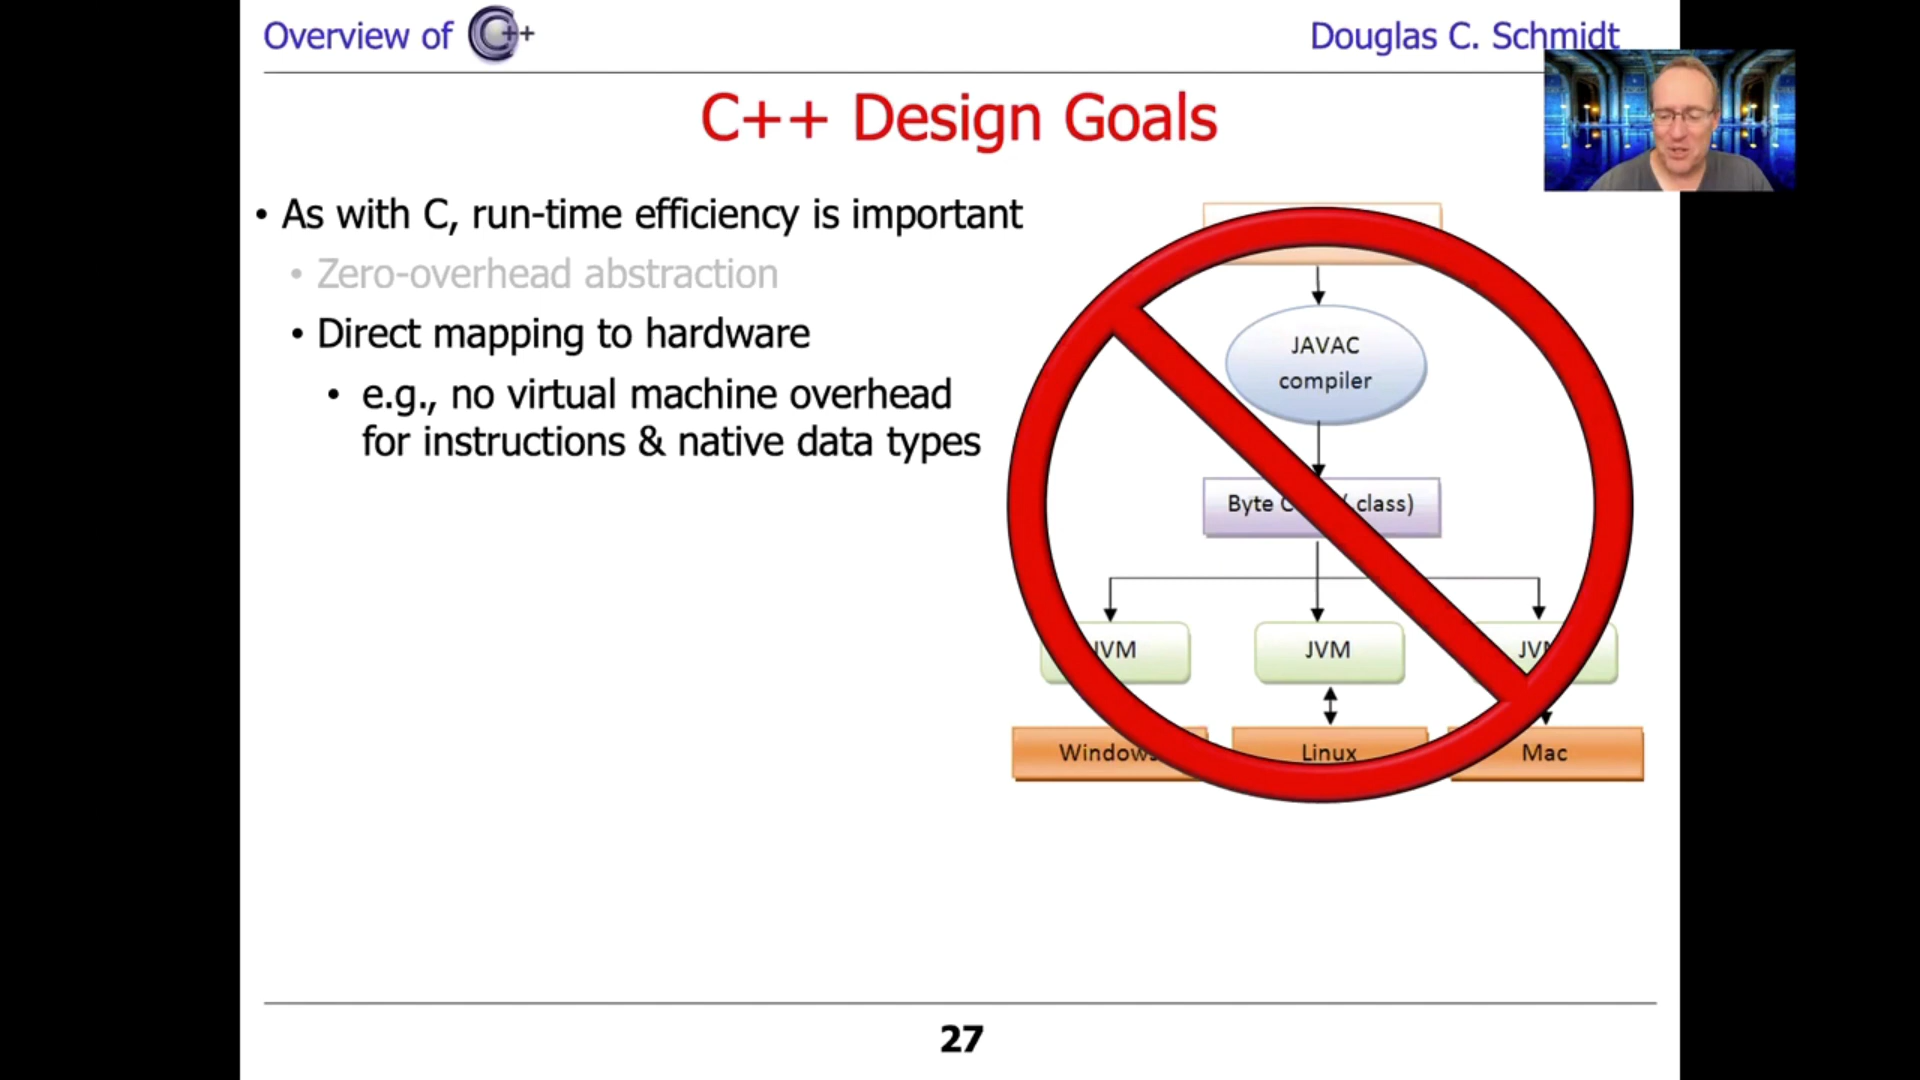 Overview of C++
Douglas C. Schmidt
C++ Design Goals
• As with C, run-time efficiency is important
• Zero-overhead abstraction
• Direct mapping to hardware
• e.g., no virtual machine overhead
for instructions & native data types
JAVAC
compiler
Byte class)
JVM
JVM
JVM
Windows
Linux
Mac
27